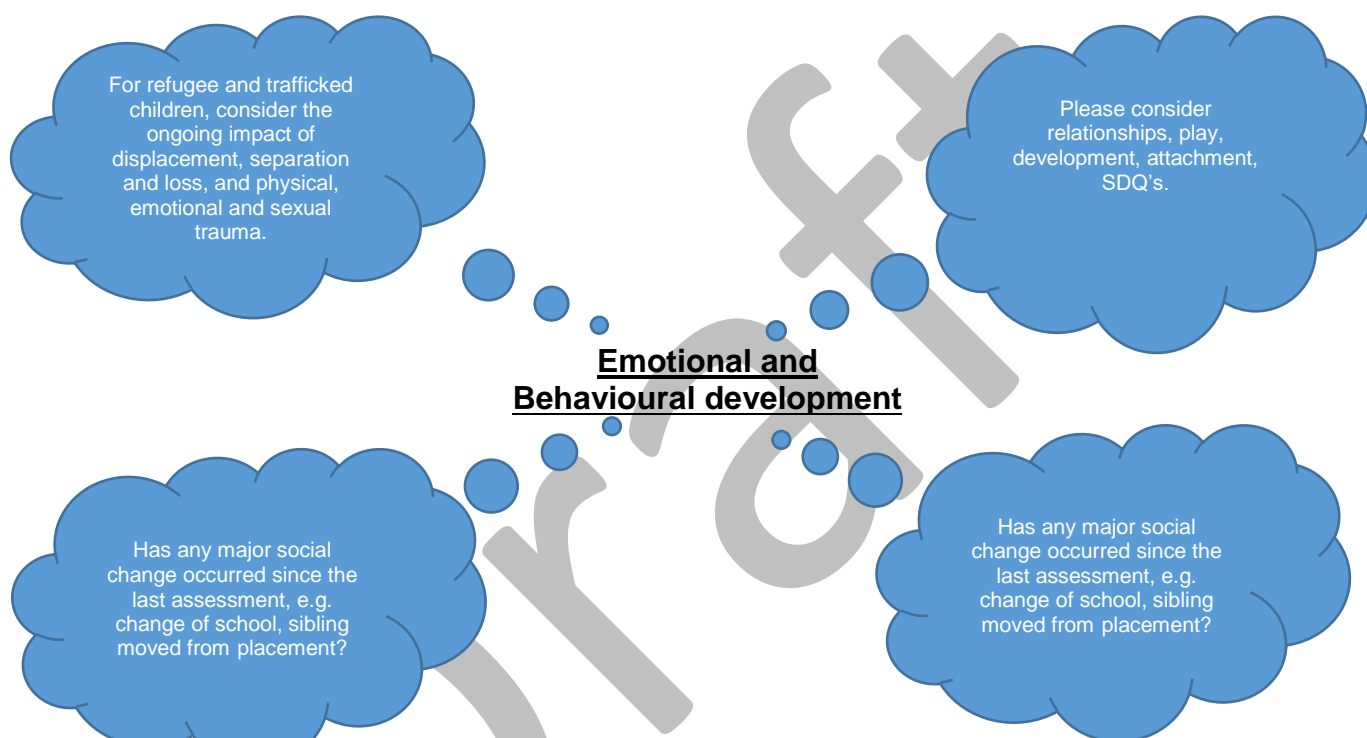 For refugee and trafficked
children, consider the
ongoing impact of
displacement, separation
and loss, and physical,
emotional and sexual
trauma.
Please consider
relationships, play,
development, attachment,
SDQ's.
Emotional and
Behavioural development
Has any major social
change occurred since the
last assessment, e.g.
change of school, sibling
moved from placement?
Has any major social
change occurred since the
last assessment, e.g.
change of school, sibling
moved from placement?
Draft